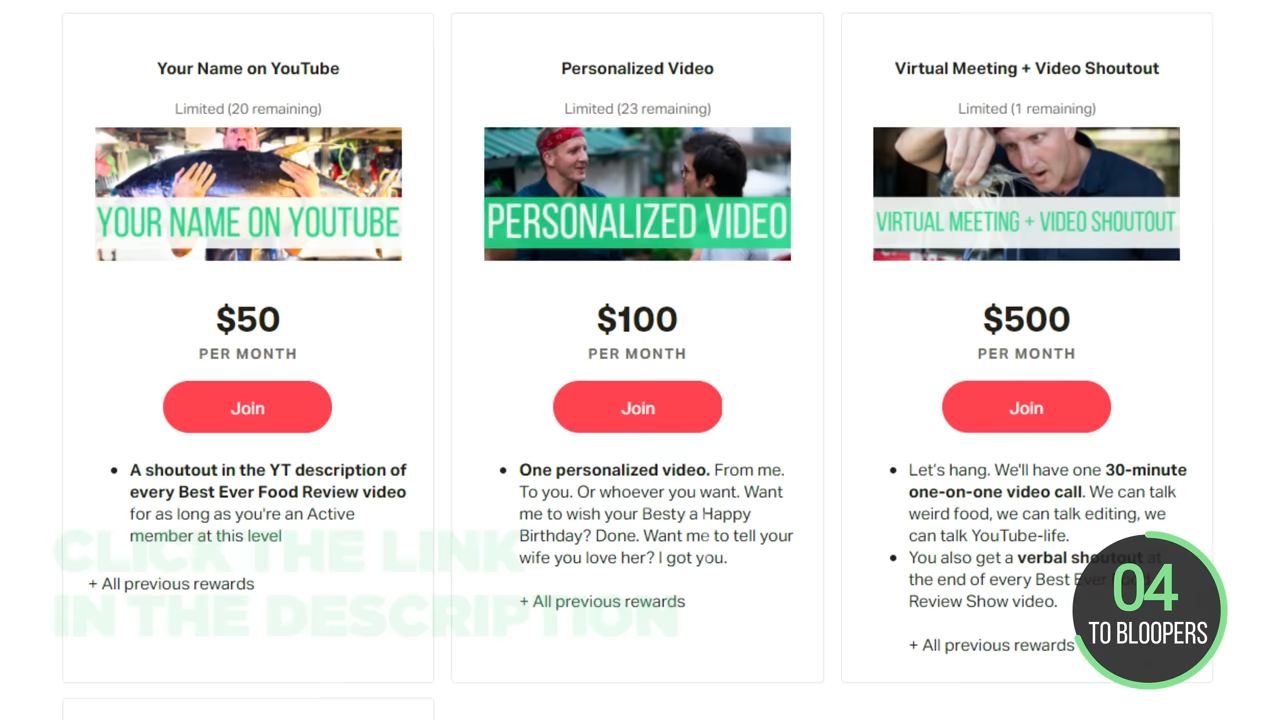 Your Name on YouTube
Limited (20 remaining)
YOUR NAME ON YOUTUBE
$50
PER MONTH
Join
• A shoutout in the YT description of
every Best Ever Food Review video
for as long as you're an Active
member at this level
+ All previous rewards
Personalized Video
Limited (23 remaining)
PERSONALIZED VIDEO
$100
PER MONTH
Join
• One personalized video. From me.
To you. Or whoever you want. Want
me to wish your Besty a Happy
Birthday? Done. Want me to tell your
wife you love her? I got you.
+ All previous rewards
Virtual Meeting + Video Shoutout
Limited (1 remaining)
VIRTUAL MEETING + VIDEO SHOUTOUT
$500
PER MONTH
Join
• Let's hang. We'll have one 30-minute
one-on-one video call. We can talk
weird food, we can talk editing, we
can talk YouTube-life.
• You also get a verbal shoutout at
the end of every Best Ever Food
Review Show video.
+ All previous rewards
CLICK THE LINK
IN THE DESCRIPTION
04
TO BLOOPERS